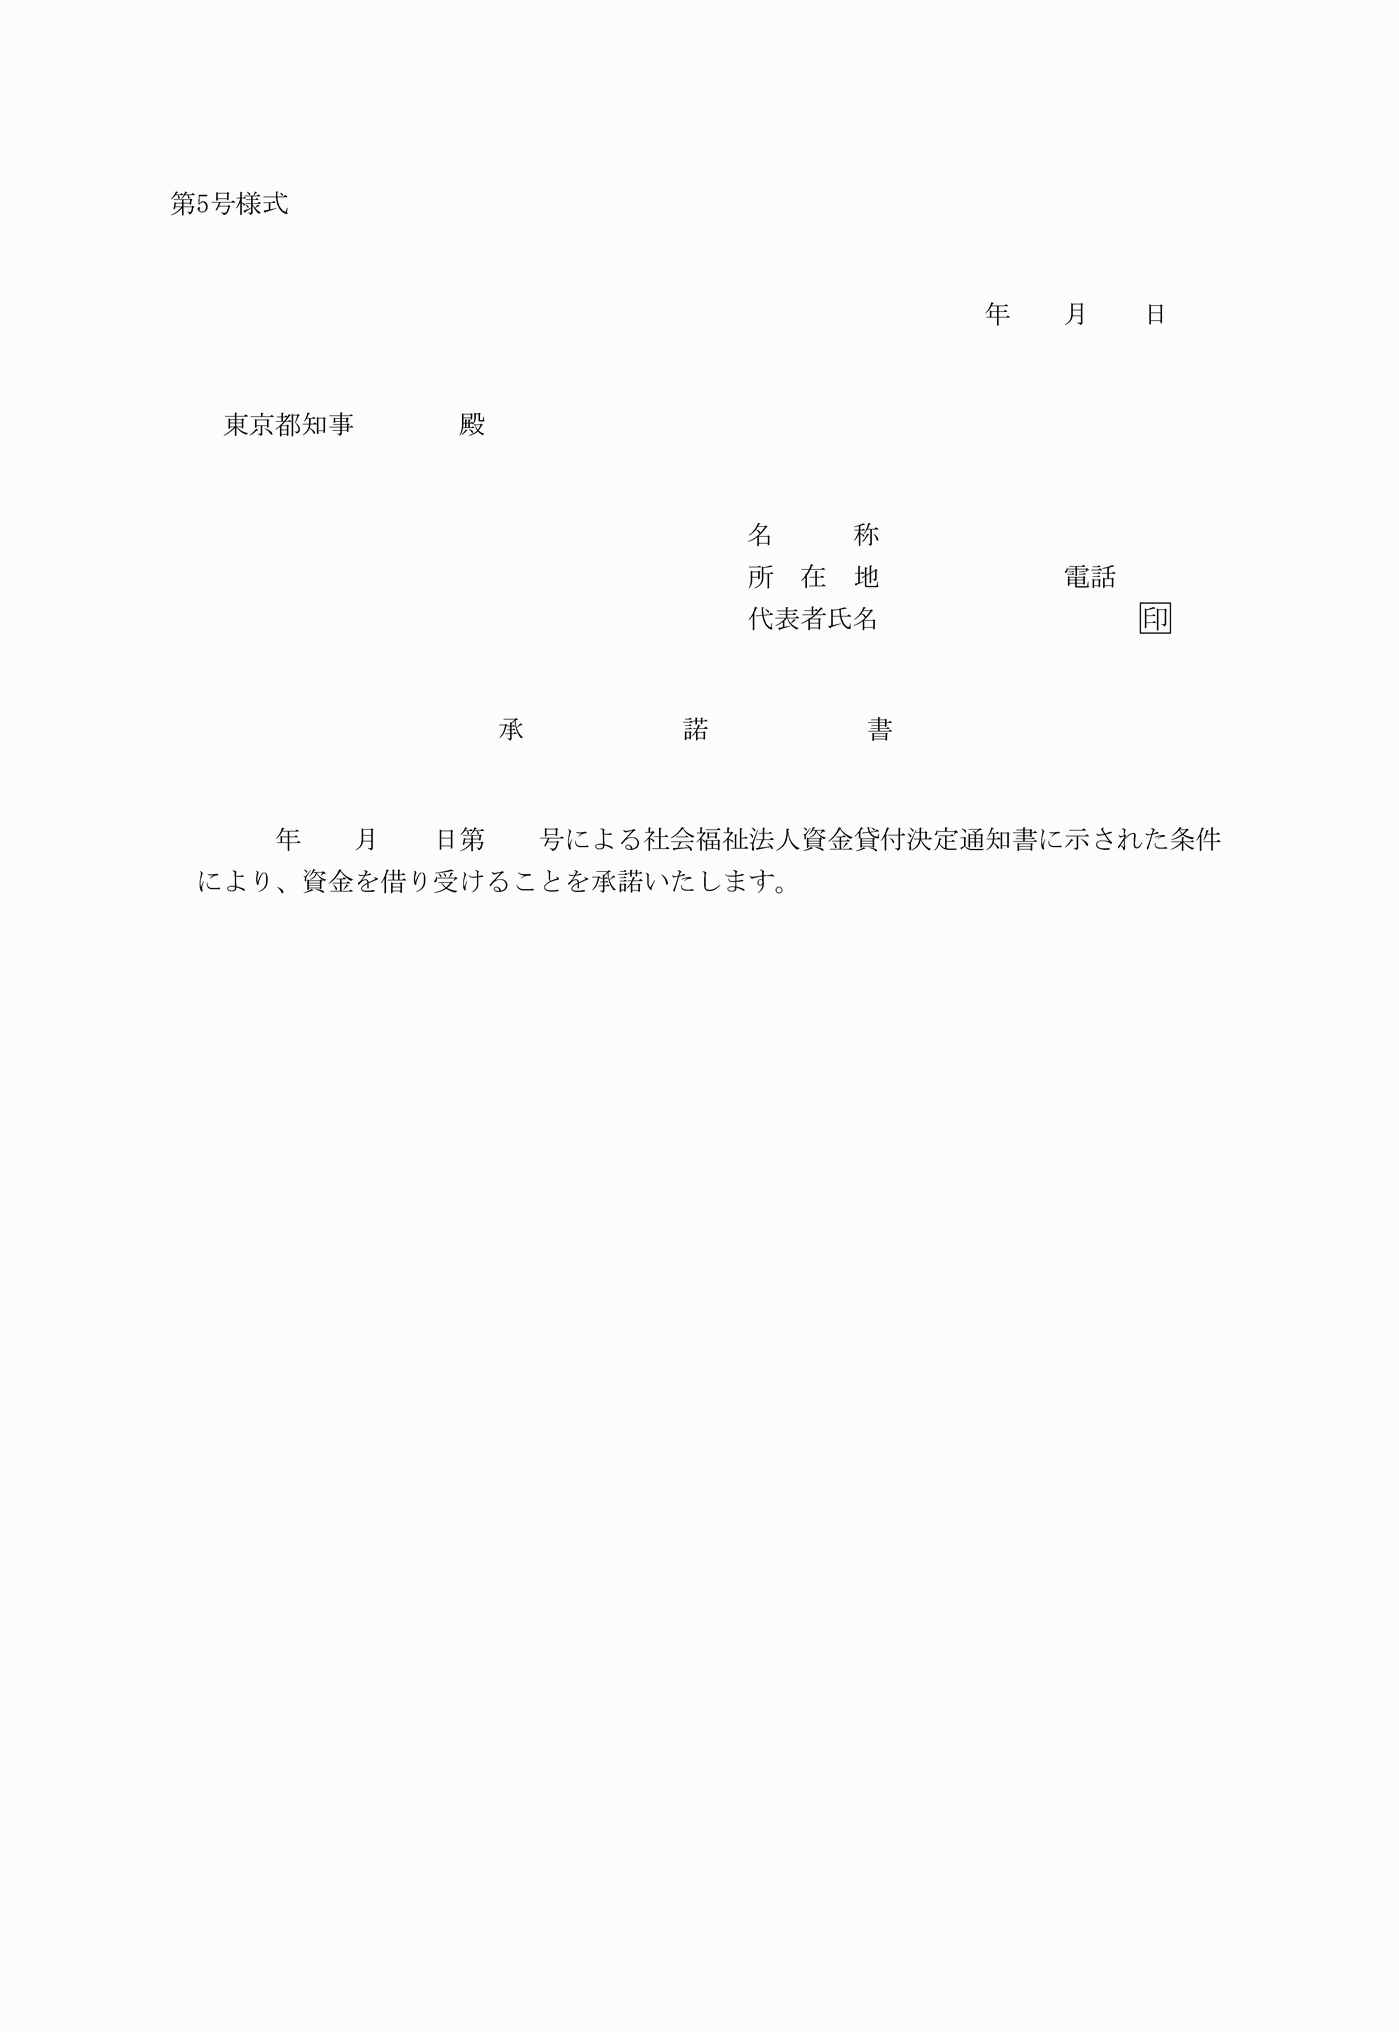 第5号様式
年　　月　　日
東京都知事　　　　殿
名　　　称
所　在　地　　　　　　　電話
代表者氏名　　　　　　　　　　印
承　　　　　　諾　　　　　　書
年　　月　　日第　　号による社会福祉法人資金貸付決定通知書に示された条件
により、資金を借り受けることを承諾いたします。